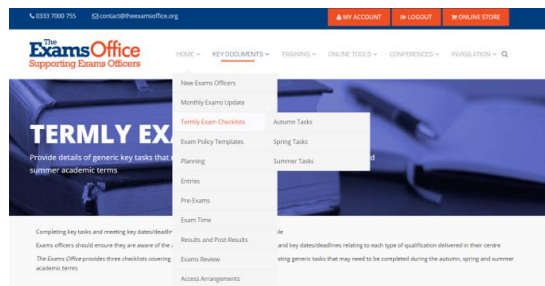 0333 7000 755 contact@theexamsoffice.org MY ACCOUNT LOGOUT ONLINE STORE
The
ExamsOffice
Supporting Exams Officers
HOME KEY DOCUMENTS TRAINING ONLINE TOOLS CONFERENCES INVIGILATION
New Exams Officers
Monthly Exams Update
Termly Exam Checklists Autumn Tasks
Exam Policy Templates Spring Tasks
Planning Summer Tasks
Entries
Pre-Exams
Exam Time
Results and Post-Results
Exams Review
Access Arrangements
TERMLY EX
Provide details of generic key tasks that
summer academic terms
Completing key tasks and meeting key dates/deadlin
Exams officers should ensure they are aware of the and key dates/deadlines relating to each type of qualification delivered in their centre
The Exams Office provides three checklists covering ating generic tasks that may need to be completed during the autumn, spring and summer
academic terms